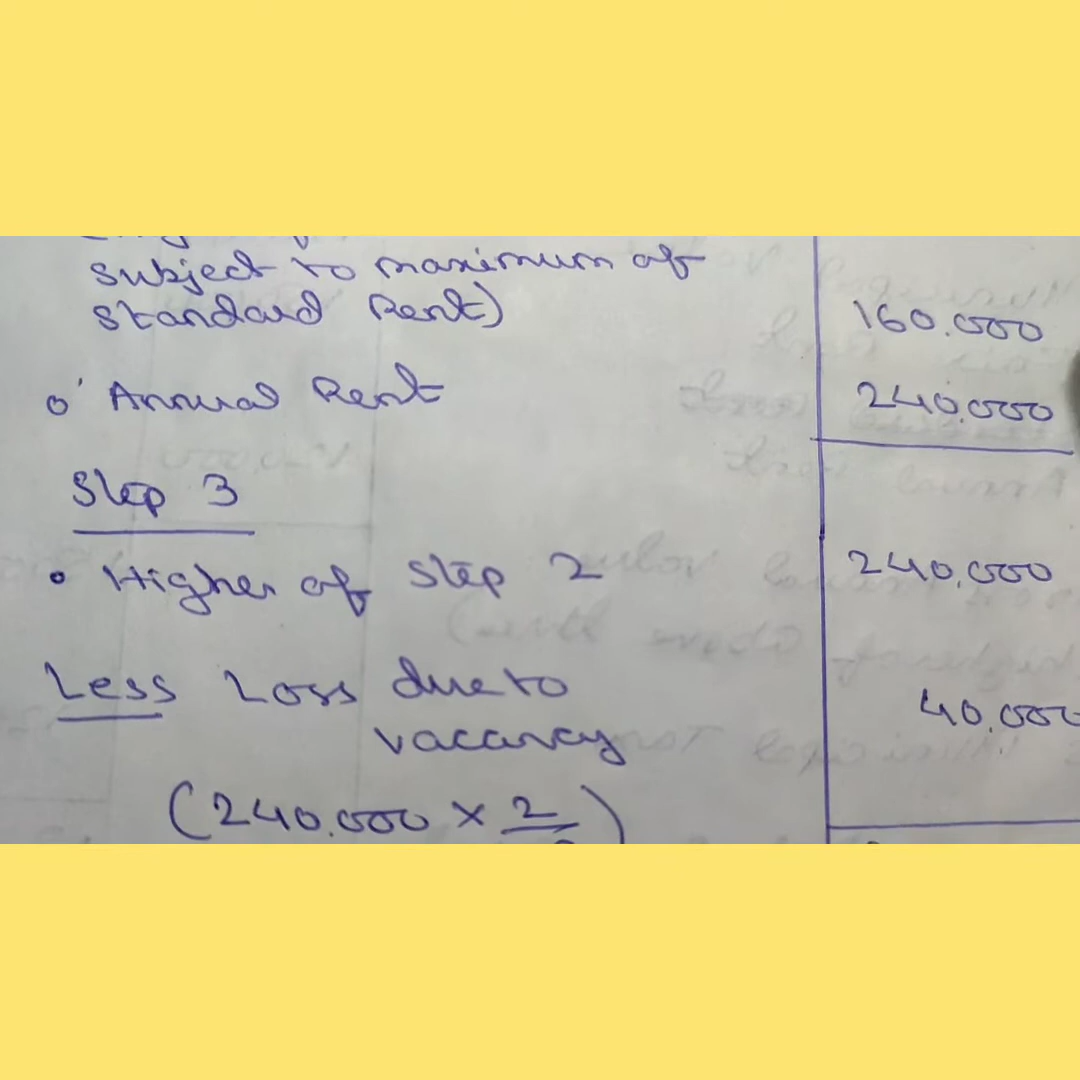 subject to maximum of
standard Rent) 160.000
o' Annual Rent 240.000
Step 3
• Higher of step 2 240.000
Less Loss due to
vacancy 40.000
(240.000 × 2